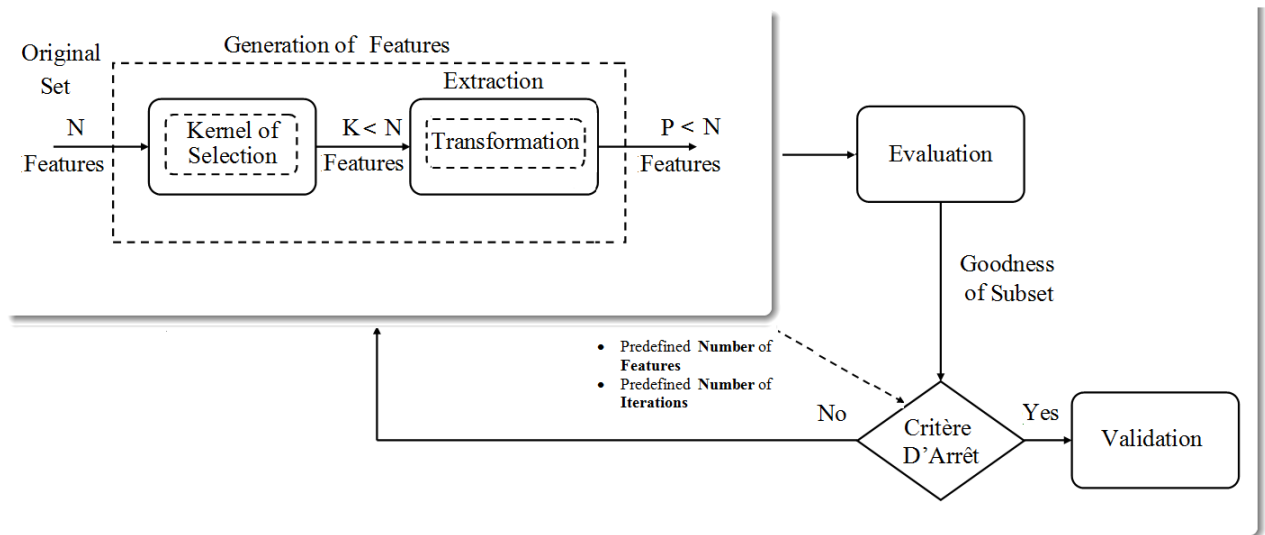 Generation of Features
Original
Set
Extraction
N
Features
Kernel of
Selection
K < N
Features
Transformation
P < N
Features
Evaluation
Goodness
of Subset
• Predefined Number of
Features
• Predefined Number of
Iterations
No
Critère
D'Arrêt
Yes
Validation